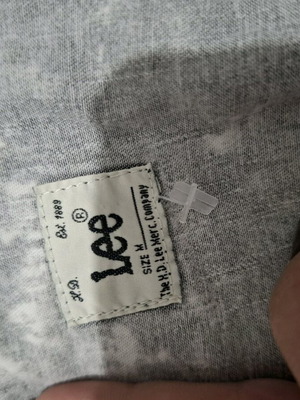 Est. 1889
Lee ®
SIZE M
The H.D. Lee Merc. Company